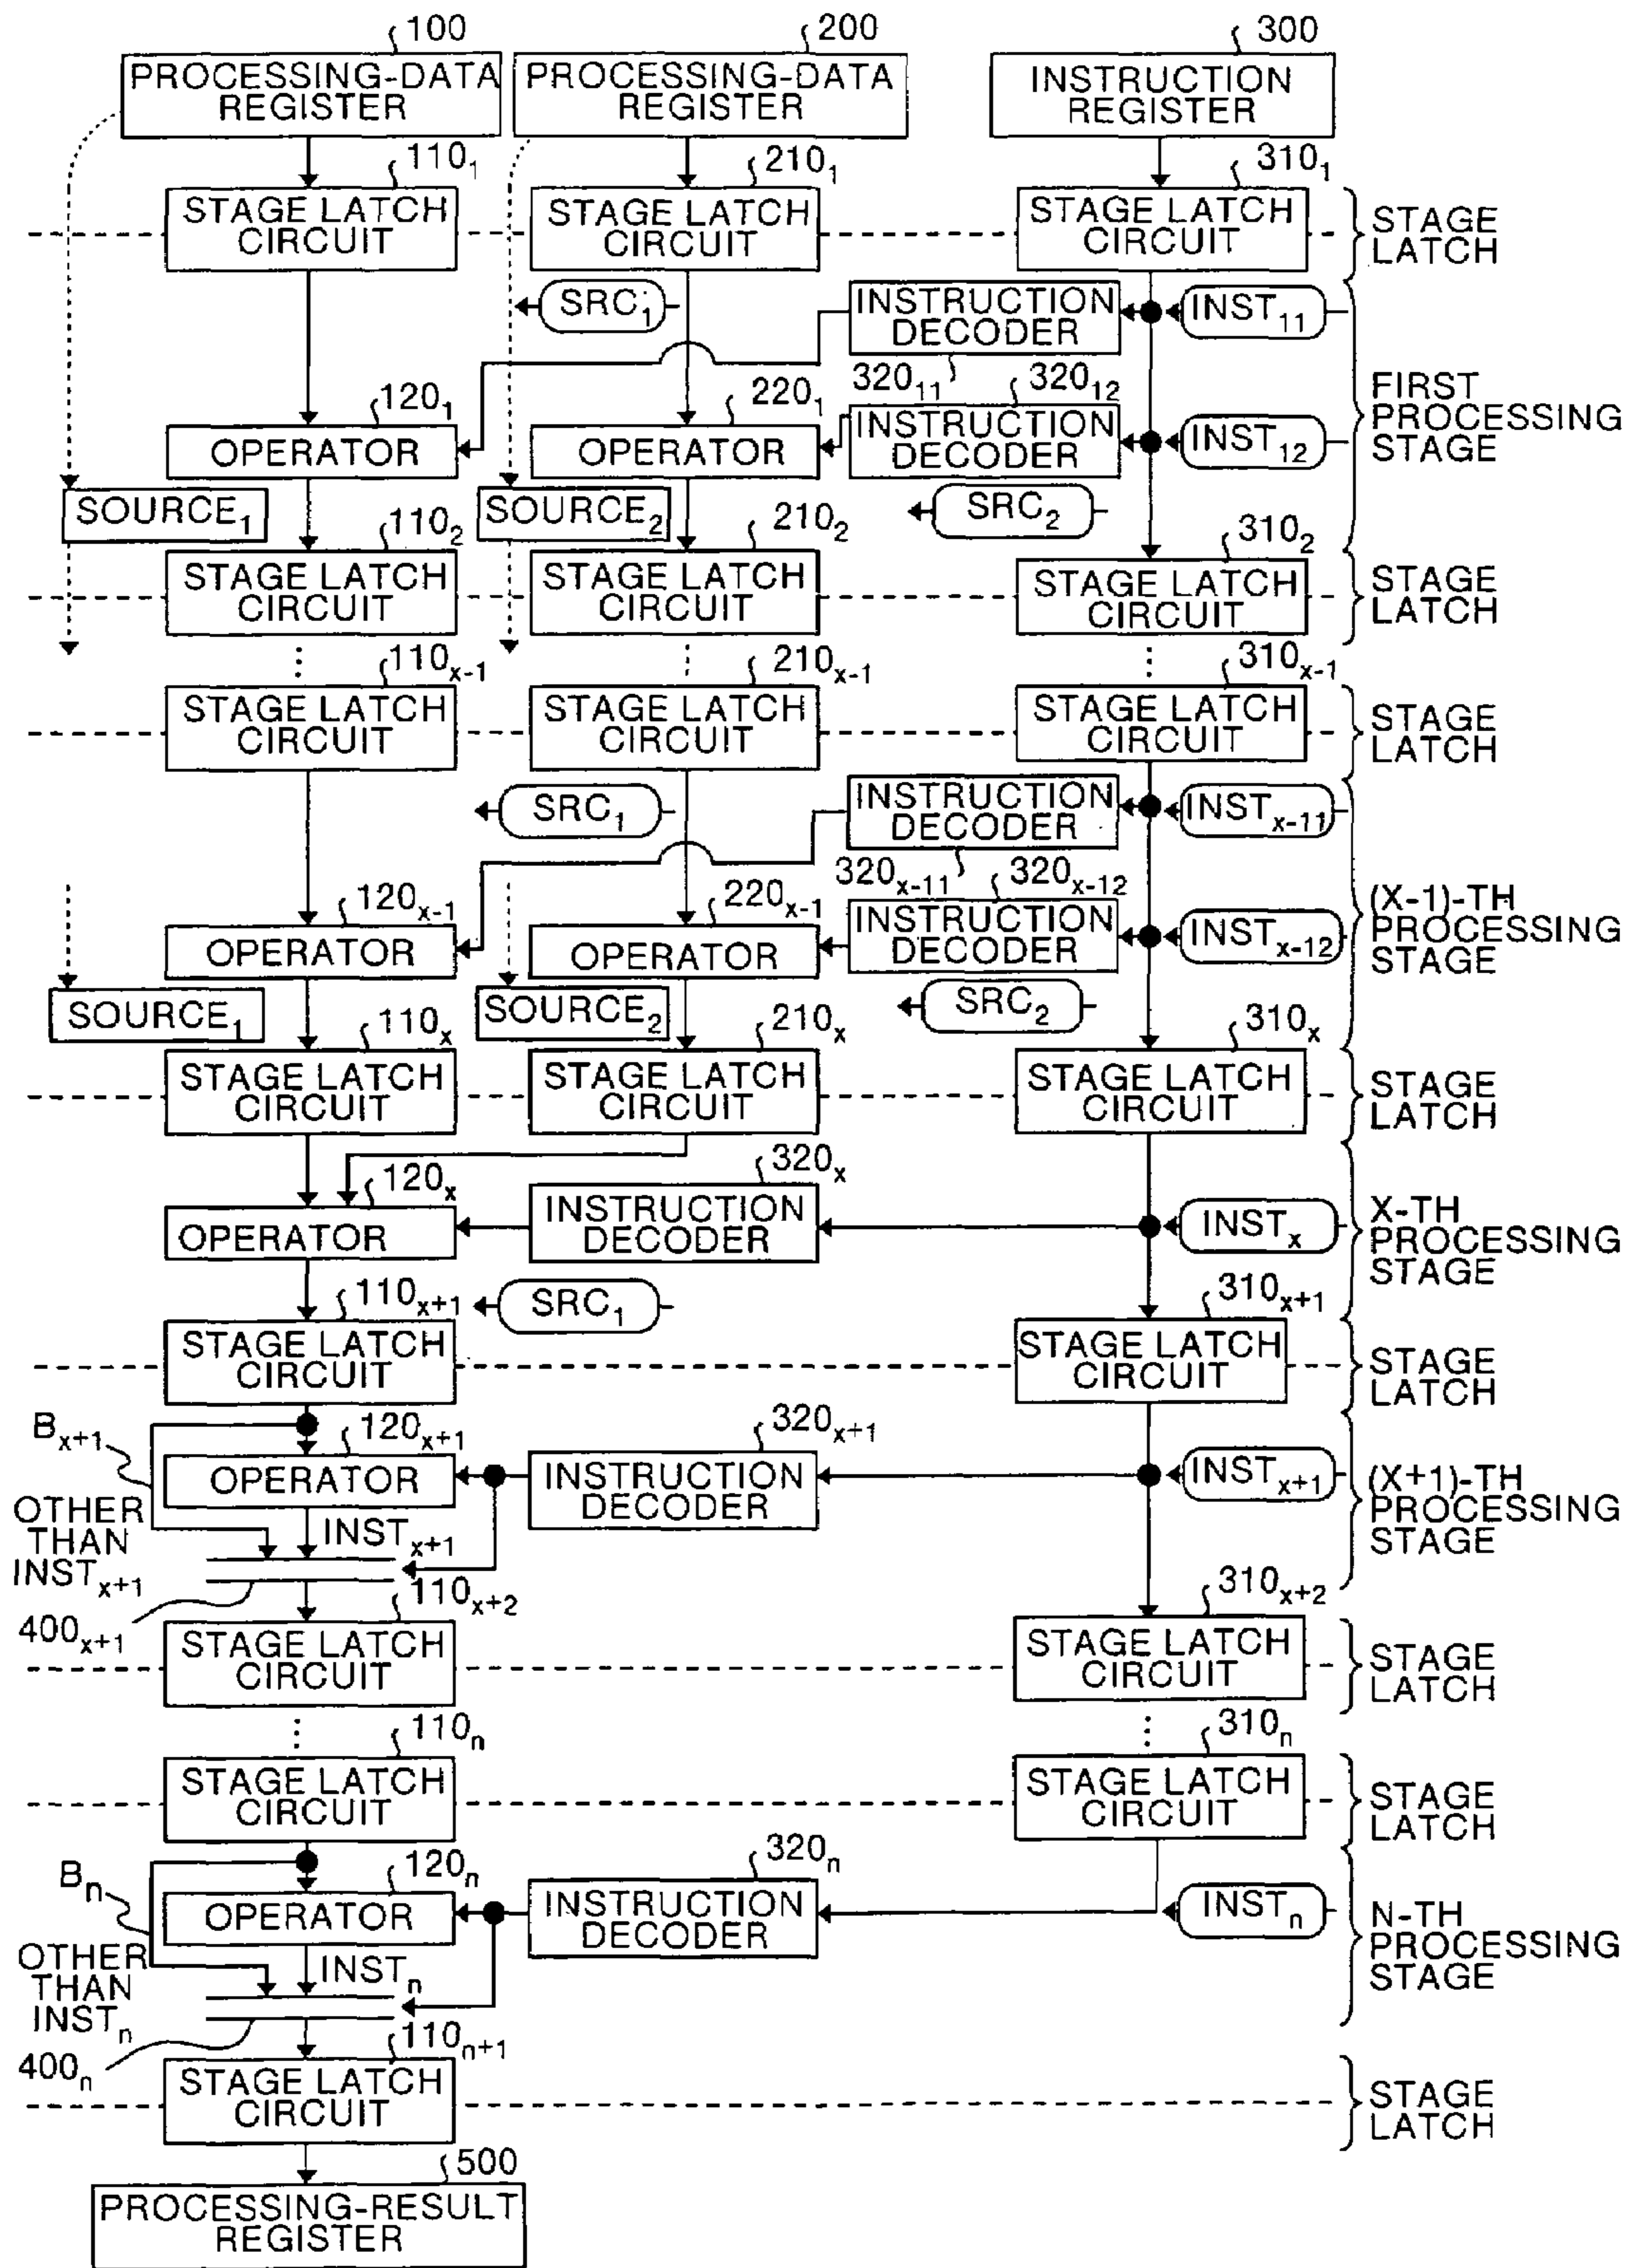 100
200
300
PROCESSING-DATA
REGISTER
PROCESSING-DATA
REGISTER
INSTRUCTION
REGISTER
110₁
210₁
310₁
STAGE LATCH
CIRCUIT
STAGE LATCH
CIRCUIT
STAGE LATCH
CIRCUIT
STAGE
LATCH
SRC₁
INSTRUCTION
DECODER
INST₁₁
320₁₁
320₁₂
FIRST
PROCESSING
STAGE
120₁
220₁
OPERATOR
OPERATOR
INSTRUCTION
DECODER
INST₁₂
SOURCE₁
SOURCE₂
SRC₂
110₂
210₂
310₂
STAGE LATCH
CIRCUIT
STAGE LATCH
CIRCUIT
STAGE LATCH
CIRCUIT
STAGE
LATCH
110ₓ₋₁
210ₓ₋₁
310ₓ₋₁
STAGE LATCH
CIRCUIT
STAGE LATCH
CIRCUIT
STAGE LATCH
CIRCUIT
STAGE
LATCH
SRC₁
INSTRUCTION
DECODER
INSTₓ₋₁₁
320ₓ₋₁₁
320ₓ₋₁₂
(X-1)-TH
PROCESSING
STAGE
120ₓ₋₁
220ₓ₋₁
OPERATOR
OPERATOR
INSTRUCTION
DECODER
INSTₓ₋₁₂
SOURCE₁
SOURCE₂
SRC₂
110ₓ
210ₓ
310ₓ
STAGE LATCH
CIRCUIT
STAGE LATCH
CIRCUIT
STAGE LATCH
CIRCUIT
STAGE
LATCH
120ₓ
320ₓ
OPERATOR
INSTRUCTION
DECODER
INSTₓ
X-TH
PROCESSING
STAGE
110ₓ₊₁
SRC₁
310ₓ₊₁
STAGE LATCH
CIRCUIT
STAGE LATCH
CIRCUIT
STAGE
LATCH
Bₓ₊₁
120ₓ₊₁
320ₓ₊₁
OPERATOR
INSTRUCTION
DECODER
INSTₓ₊₁
(X+1)-TH
PROCESSING
STAGE
OTHER
THAN
INSTₓ₊₁
INSTₓ₊₁
400ₓ₊₁
110ₓ₊₂
310ₓ₊₂
STAGE LATCH
CIRCUIT
STAGE LATCH
CIRCUIT
STAGE
LATCH
110ₙ
310ₙ
STAGE LATCH
CIRCUIT
STAGE LATCH
CIRCUIT
STAGE
LATCH
Bₙ
120ₙ
320ₙ
OPERATOR
INSTRUCTION
DECODER
INSTₙ
N-TH
PROCESSING
STAGE
OTHER
THAN
INSTₙ
INSTₙ
400ₙ
110ₙ₊₁
STAGE LATCH
CIRCUIT
STAGE
LATCH
500
PROCESSING-RESULT
REGISTER